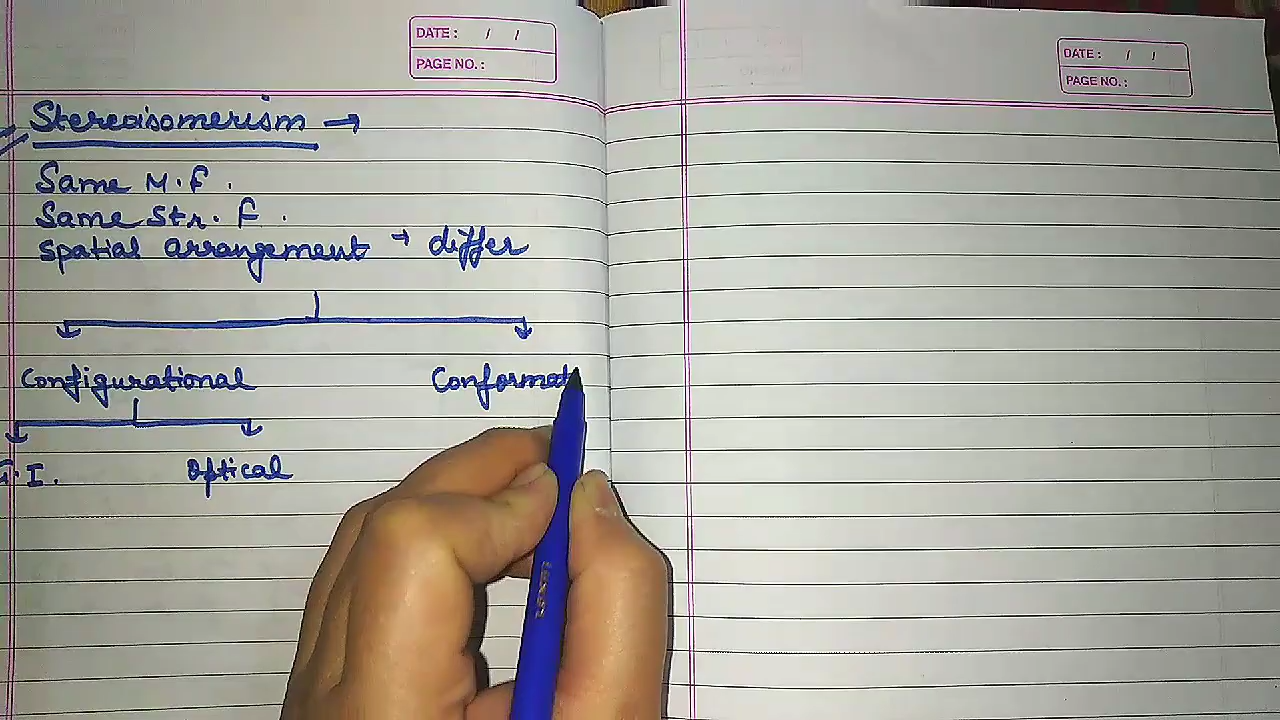 DATE: / /
PAGE NO.:
DATE: / /
PAGE NO.:
Stereoisomerism →
Same M.F.
Same Str. F.
Spatial arrangement → differ
Configurational Conformat
G.I. Optical